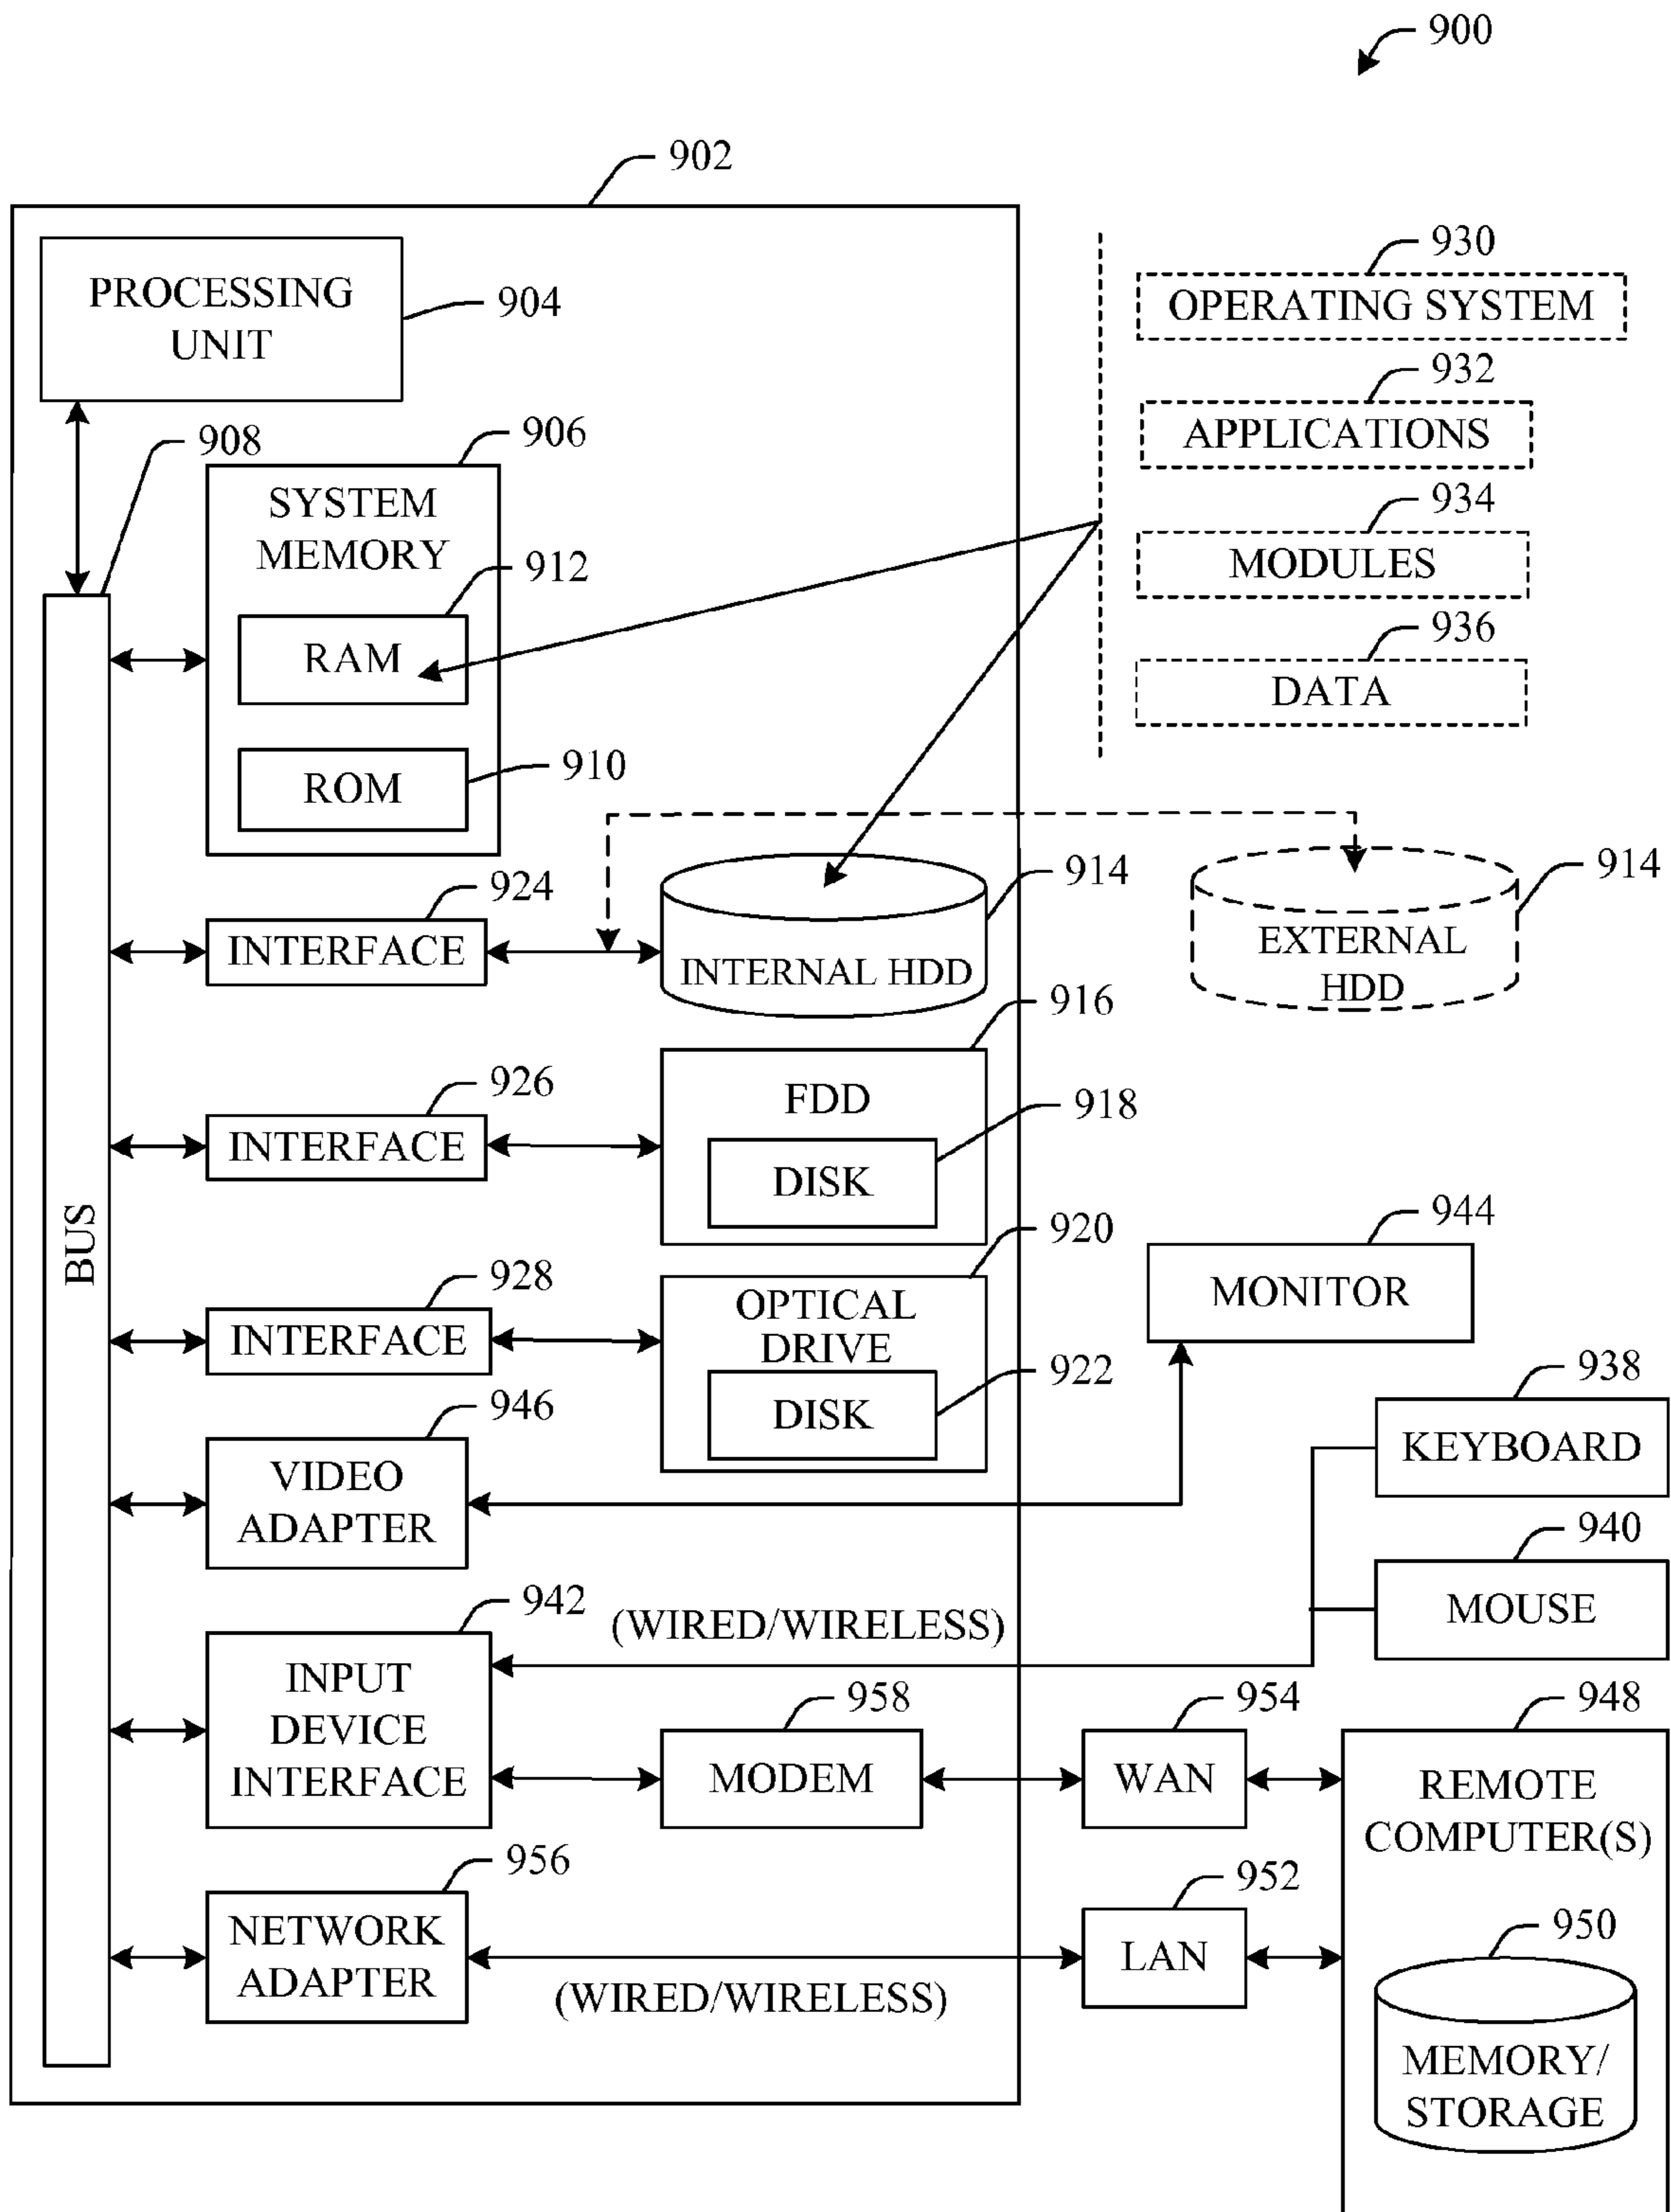 900
902
PROCESSING
UNIT
904
930
OPERATING SYSTEM
932
APPLICATIONS
934
MODULES
936
DATA
908
906
SYSTEM
MEMORY
912
RAM
910
ROM
924
INTERFACE
914
INTERNAL HDD
914
EXTERNAL
HDD
916
FDD
918
DISK
926
INTERFACE
BUS
920
OPTICAL
DRIVE
922
DISK
928
INTERFACE
944
MONITOR
946
VIDEO
ADAPTER
938
KEYBOARD
940
MOUSE
942
INPUT
DEVICE
INTERFACE
(WIRED/WIRELESS)
958
MODEM
954
WAN
948
REMOTE
COMPUTER(S)
956
NETWORK
ADAPTER
(WIRED/WIRELESS)
952
LAN
950
MEMORY/
STORAGE